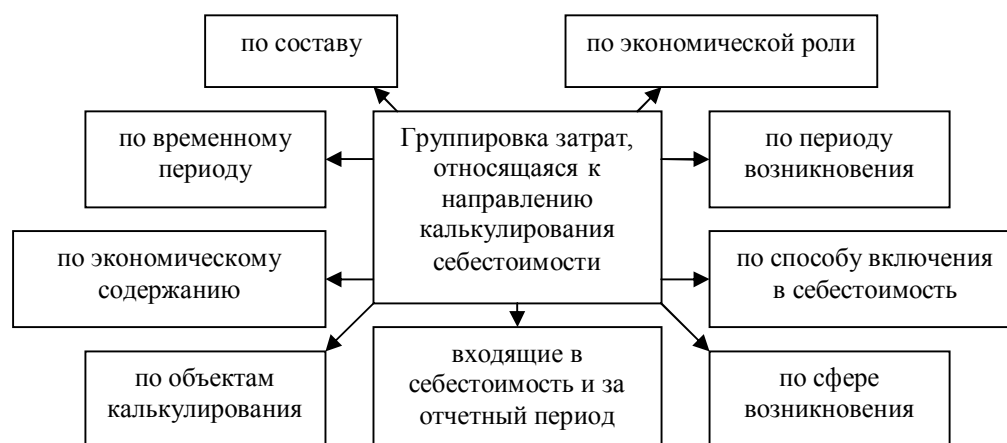 по составу
по экономической роли
по временному
периоду
Группировка затрат,
относящаяся к
направлению
калькулирования
себестоимости
по периоду
возникновения
по экономическому
содержанию
по способу включения
в себестоимость
по объектам
калькулирования
входящие в
себестоимость и за
отчетный период
по сфере
возникновения